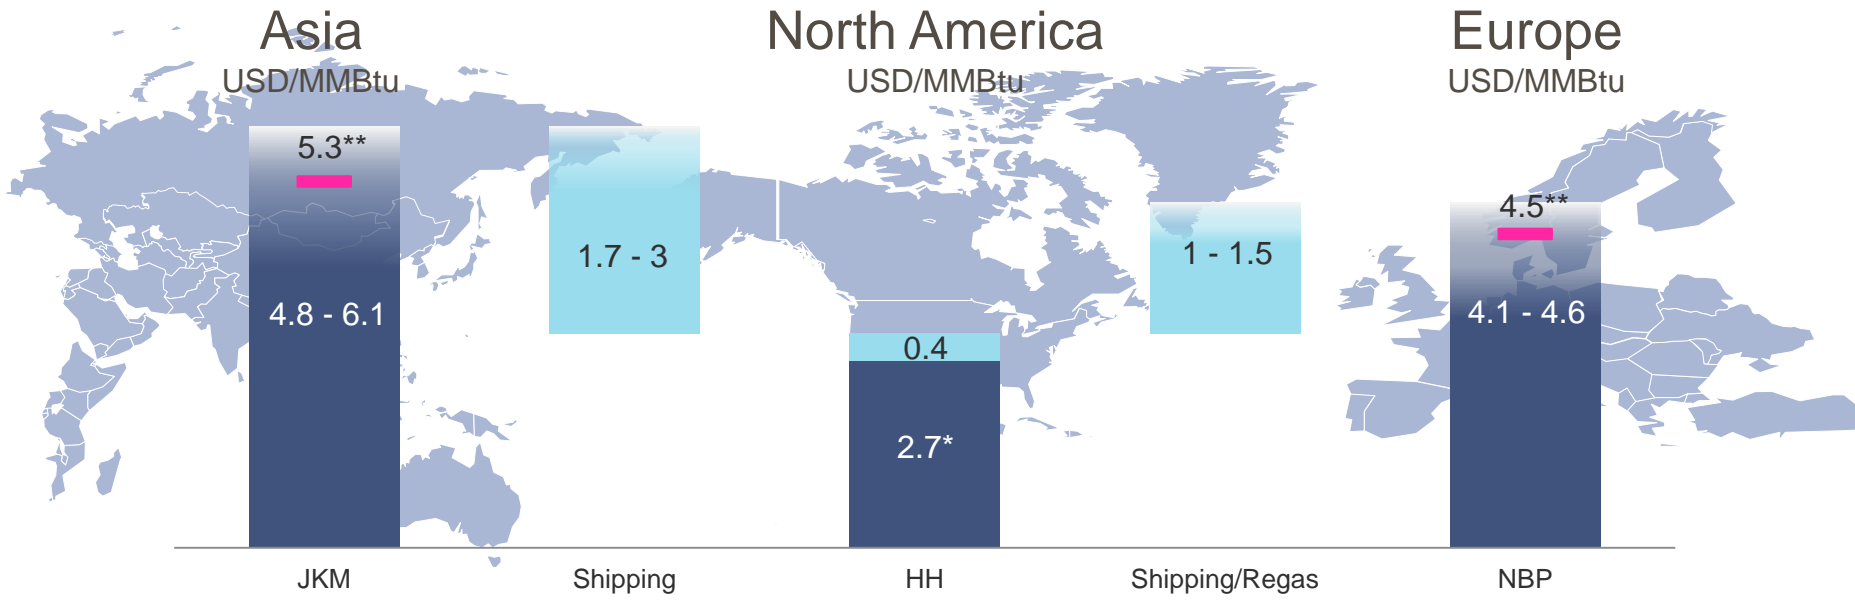 Asia
USD/MMBtu
North America
USD/MMBtu
Europe
USD/MMBtu
5.3**
4.8 - 6.1
1.7 - 3
0.4
2.7*
1 - 1.5
4.5**
4.1 - 4.6
JKM
Shipping
HH
Shipping/Regas
NBP